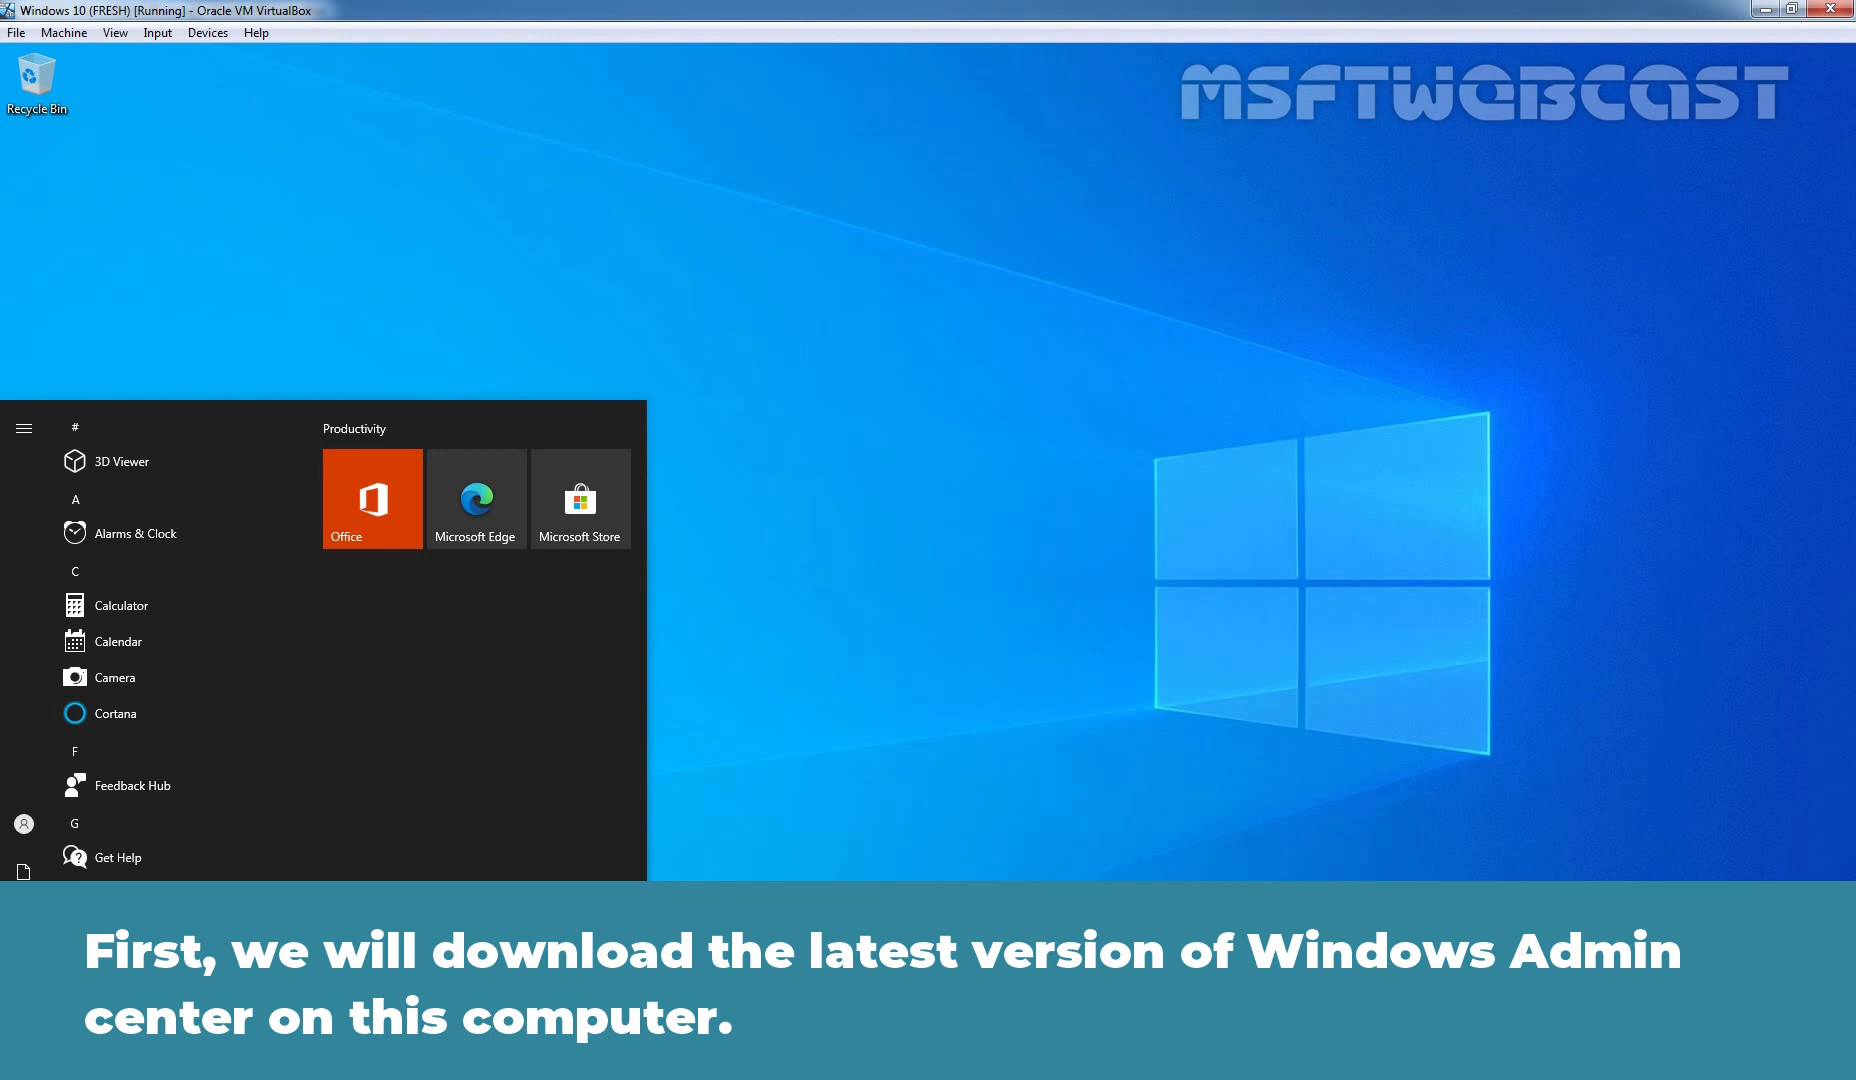 Windows 10 (FRESH) [Running] - Oracle VM VirtualBox
File Machine View Input Devices Help
Recycle Bin
MSFTWEBCAST
#
Productivity
3D Viewer
A
Alarms & Clock
Office
Microsoft Edge
Microsoft Store
C
Calculator
Calendar
Camera
Cortana
F
Feedback Hub
G
Get Help
First, we will download the latest version of Windows Admin
center on this computer.